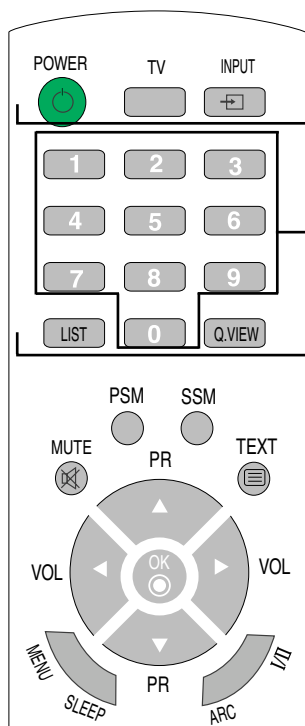 POWER TV INPUT
1 2 3
4 5 6
7 8 9
LIST 0 Q.VIEW
PSM SSM
MUTE PR TEXT
VOL OK VOL
MENU PR I/II
SLEEP ARC